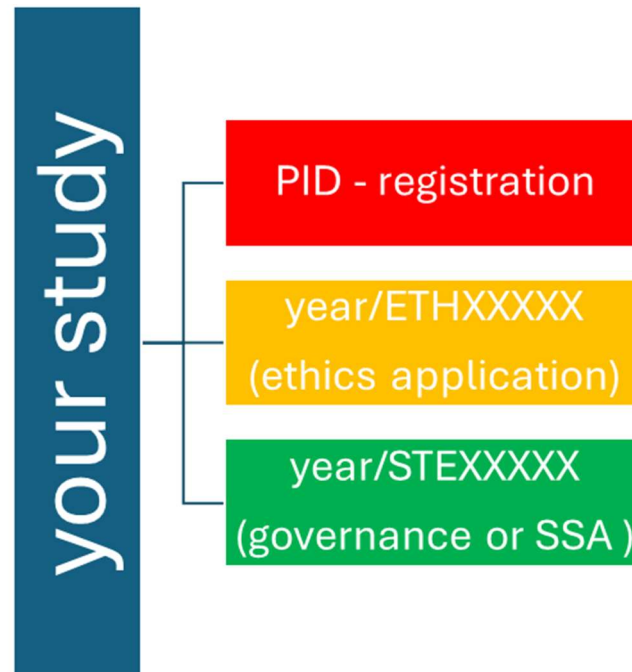 your study
PID - registration
year/ETHXXXXX
(ethics application)
year/STEXXXXX
(governance or SSA )